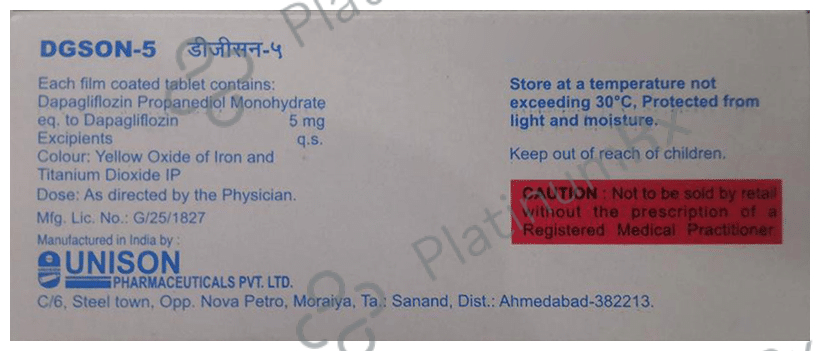 DGSON-5 डीजीसन-५
Each film coated tablet contains:
Dapagliflozin Propanediol Monohydrate
eq. to Dapagliflozin 5 mg
Excipients q.s.
Colour: Yellow Oxide of Iron and
Titanium Dioxide IP
Dose: As directed by the Physician.
Mfg. Lic. No.: G/25/1827
Manufactured in India by :
UNISON
PHARMACEUTICALS PVT. LTD.
C/6, Steel town, Opp. Nova Petro, Moraiya, Ta.: Sanand, Dist.: Ahmedabad-382213.
Store at a temperature not
exceeding 30°C, Protected from
light and moisture.
Keep out of reach of children.
CAUTION : Not to be sold by retail
without the prescription of a
Registered Medical Practitioner
PlatinumRx